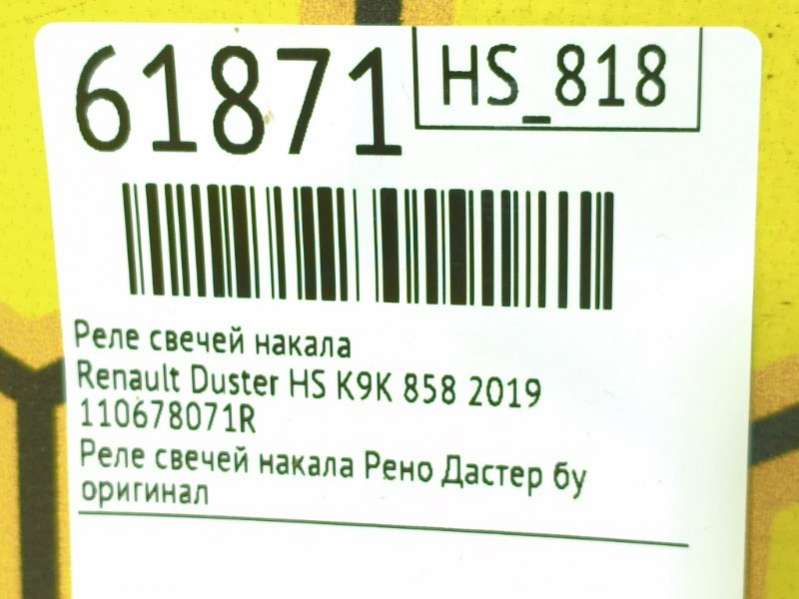 61871
HS_818
Реле свечей накала
Renault Duster HS K9K 858 2019
110678071R
Реле свечей накала Рено Дастер бу
оригинал